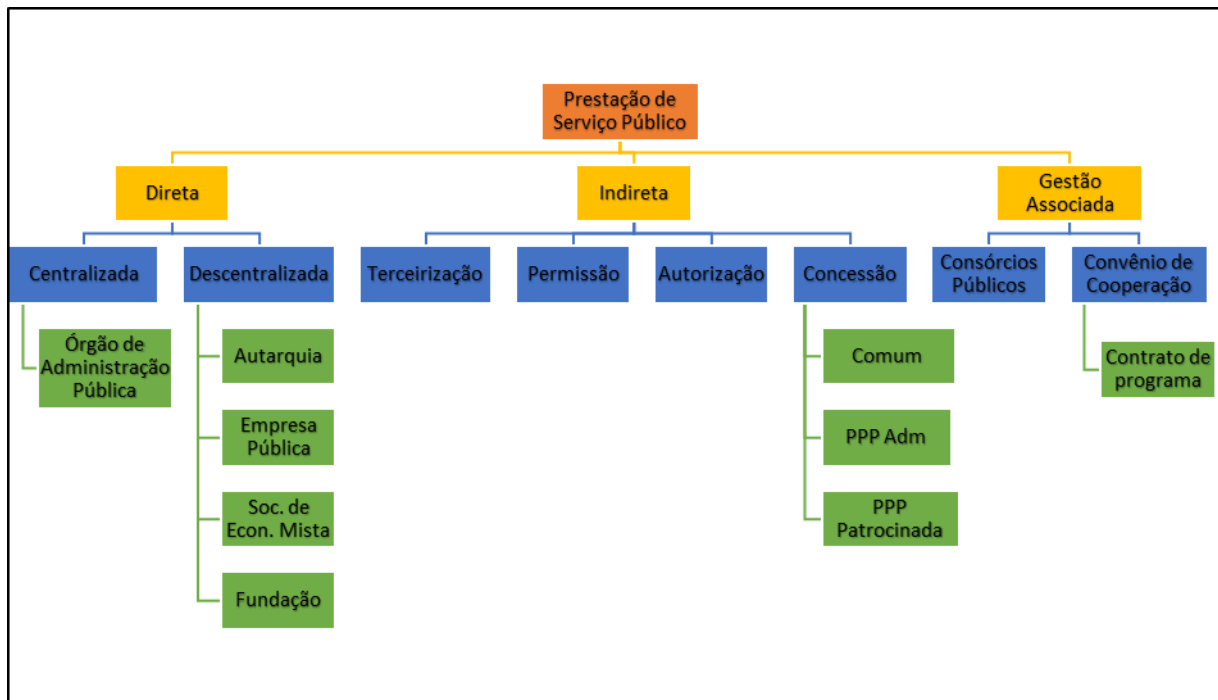 Prestação de
Serviço Público
Direta
Indireta
Gestão
Associada
Centralizada
Descentralizada
Terceirização
Permissão
Autorização
Concessão
Consórcios
Públicos
Convênio de
Cooperação
Órgão de
Administração
Pública
Autarquia
Empresa
Pública
Soc. de
Econ. Mista
Fundação
Comum
PPP Adm
PPP
Patrocinada
Contrato de
programa